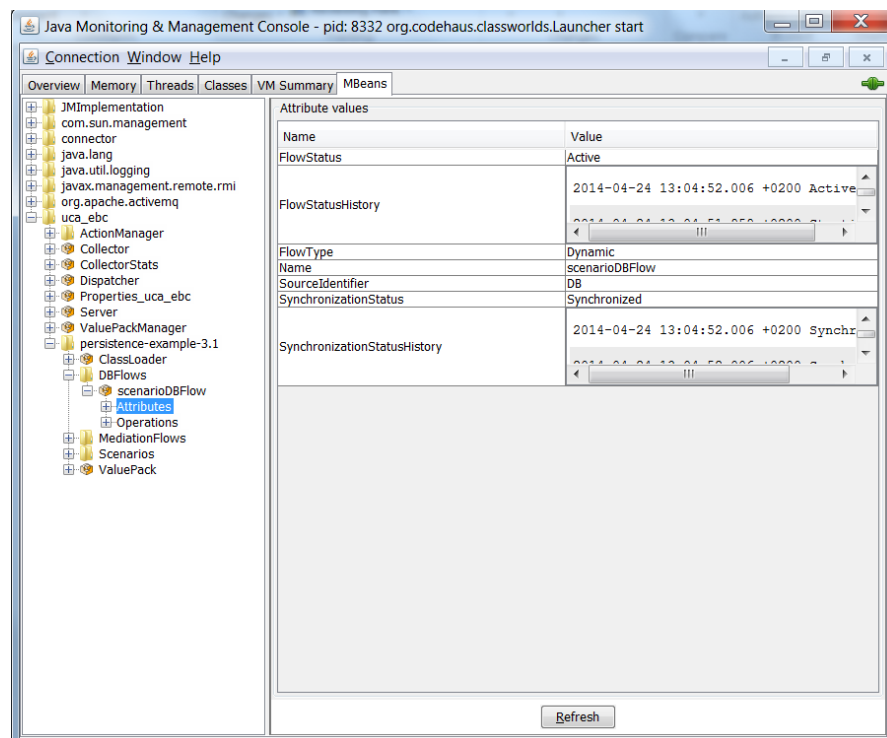 Java Monitoring & Management Console - pid: 8332 org.codehaus.classworlds.Launcher start
Connection Window Help
Overview Memory Threads Classes VM Summary MBeans
JMImplementation
com.sun.management
connector
java.lang
java.util.logging
javax.management.remote.rmi
org.apache.activemq
uca_ebc
ActionManager
Collector
CollectorStats
Dispatcher
Properties_uca_ebc
Server
ValuePackManager
persistence-example-3.1
ClassLoader
DBFlows
scenarioDBFlow
Attributes
Operations
MediationFlows
Scenarios
ValuePack
Attribute values
Name Value
FlowStatus Active
FlowStatusHistory 2014-04-24 13:04:52.006 +0200 Active
FlowType Dynamic
Name scenarioDBFlow
SourceIdentifier DB
SynchronizationStatus Synchronized
SynchronizationStatusHistory 2014-04-24 13:04:52.006 +0200 Synchr
Refresh